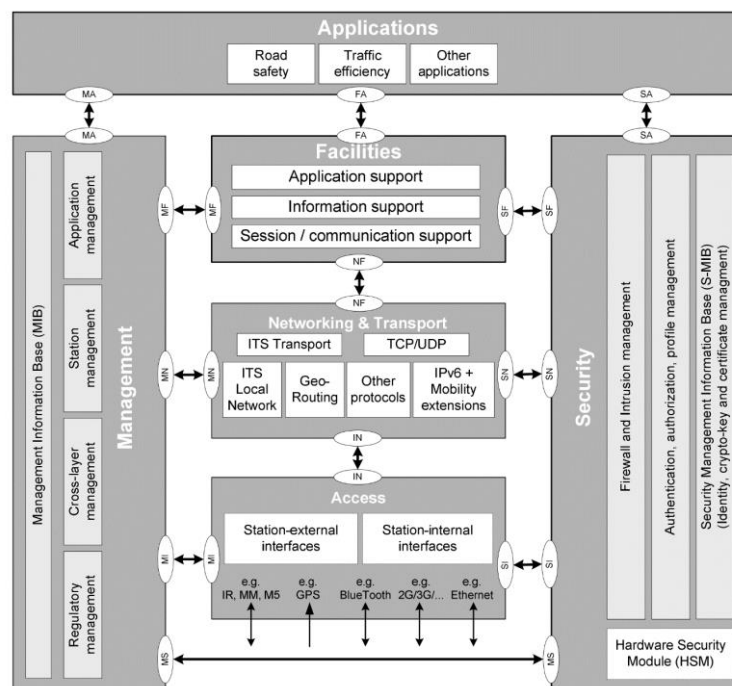 Applications
Road
safety
Traffic
efficiency
Other
applications
MA
FA
SA
MA
FA
SA
Management
Management Information Base (MIB)
Application
management
Station
management
Cross-layer
management
Regulatory
management
MF
MF
MN
MN
MI
MI
MS
Facilities
Application support
Information support
Session / communication support
NF
NF
Networking & Transport
ITS Transport
TCP/UDP
ITS
Local
Network
Geo-
Routing
Other
protocols
IPv6 +
Mobility
extensions
IN
IN
Access
Station-external
interfaces
Station-internal
interfaces
e.g.
IR, MM, M5
e.g.
GPS
e.g.
BlueTooth
e.g.
2G/3G/...
e.g.
Ethernet
SF
SF
SN
SN
SI
SI
MS
Security
Firewall and Intrusion management
Authentication, authorization, profile management
Security Management Information Base (S-MIB)
(Identity, crypto-key and certificate managment)
Hardware Security
Module (HSM)